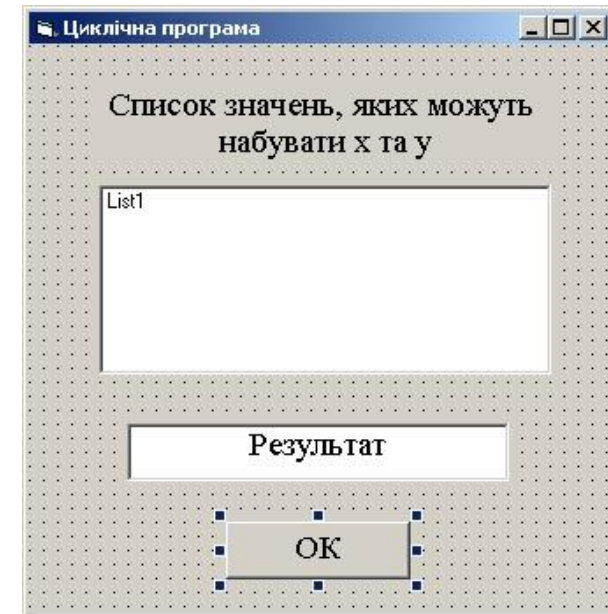 Циклічна програма
Список значень, яких можуть
набувати х та у
List1
Результат
ОК